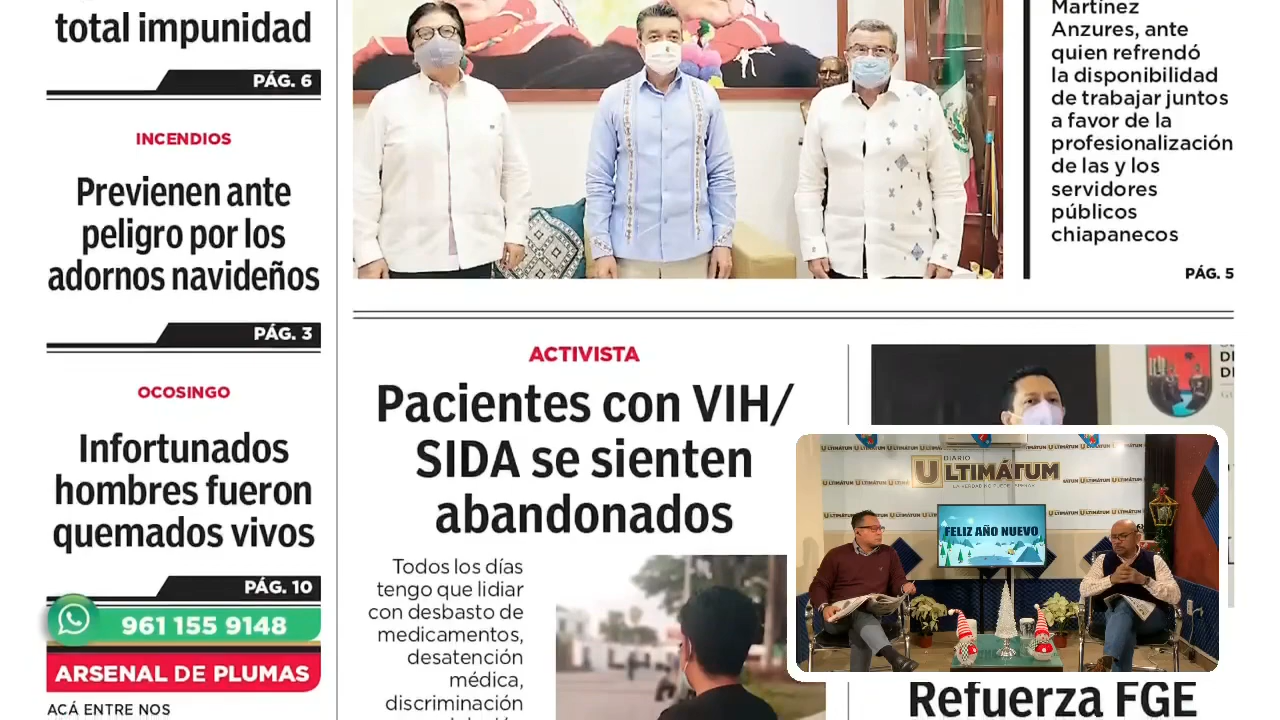 total impunidad
PÁG. 6
INCENDIOS
Previenen ante
peligro por los
adornos navideños
PÁG. 3
OCOSINGO
Infortunados
hombres fueron
quemados vivos
PÁG. 10
961 155 9148
ARSENAL DE PLUMAS
ACÁ ENTRE NOS
Martínez
Anzures, ante
quien refrendó
la disponibilidad
de trabajar juntos
a favor de la
profesionalización
de las y los
servidores
públicos
chiapanecos
PÁG. 5
ACTIVISTA
Pacientes con VIH/
SIDA se sienten
abandonados
Todos los días
tengo que lidiar
con desbasto de
medicamentos,
desatención
médica,
discriminación
DIARIO
ULTIMÁTUM
FELIZ AÑO NUEVO
Refuerza FGE